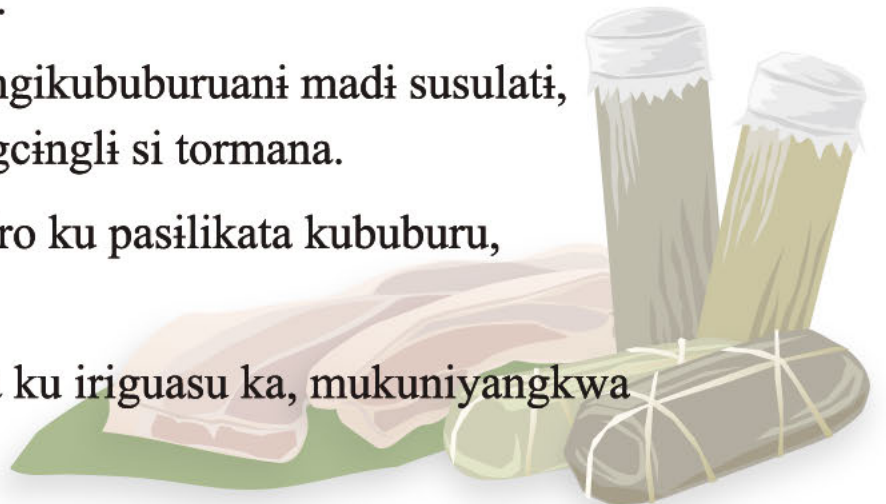 ngikububuruanɨ madɨ susulatɨ,
gcɨnglɨ si tormana.
ro ku pasɨlikata kububuru,
ku iriguasu ka, mukuniyangkwa